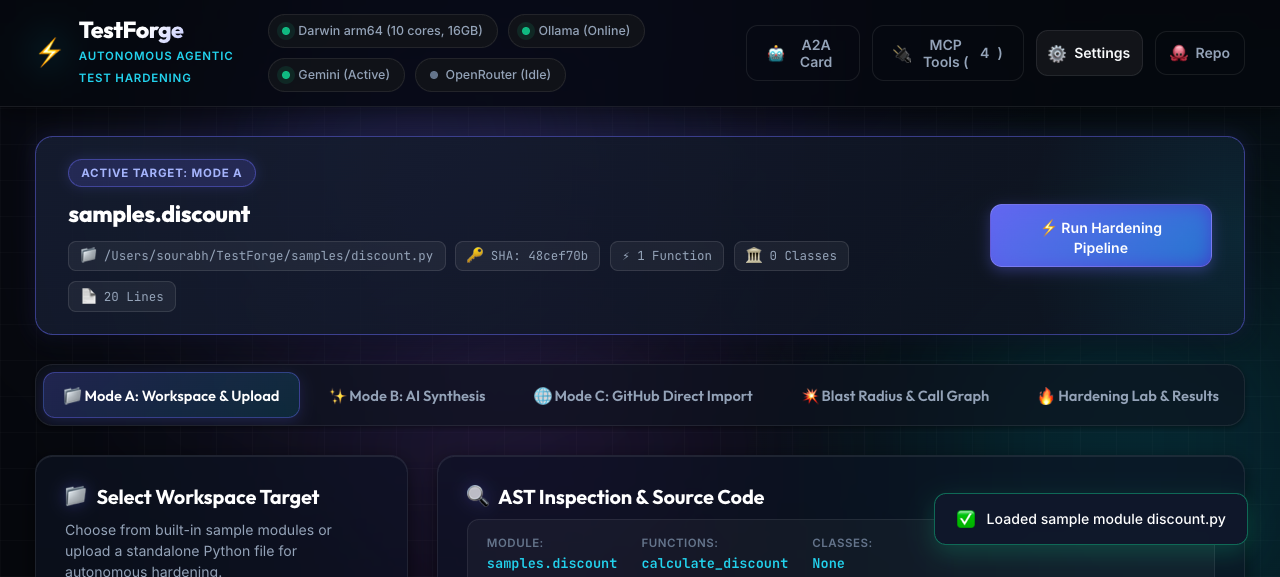 TestForge
AUTONOMOUS AGENTIC
TEST HARDENING
Darwin arm64 (10 cores, 16GB)
Ollama (Online)
Gemini (Active)
OpenRouter (Idle)
A2A
Card
MCP
Tools ( 4 )
Settings
Repo
ACTIVE TARGET: MODE A
samples.discount
/Users/sourabh/TestForge/samples/discount.py
SHA: 48cef70b
⚡ 1 Function
0 Classes
20 Lines
⚡ Run Hardening
Pipeline
Mode A: Workspace & Upload
Mode B: AI Synthesis
Mode C: GitHub Direct Import
Blast Radius & Call Graph
Hardening Lab & Results
Select Workspace Target
Choose from built-in sample modules or
upload a standalone Python file for
autonomous hardening.
AST Inspection & Source Code
MODULE:
samples.discount
FUNCTIONS:
calculate_discount
CLASSES:
None
Loaded sample module discount.py